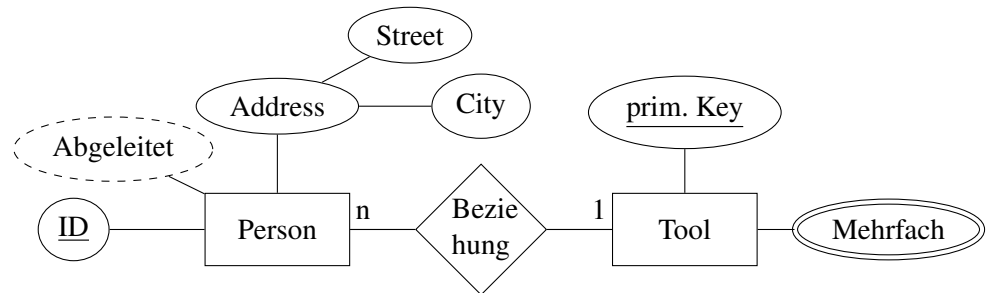 Street
Address
City
prim. Key
Abgeleitet
ID
Person
n
Bezie
hung
1
Tool
Mehrfach